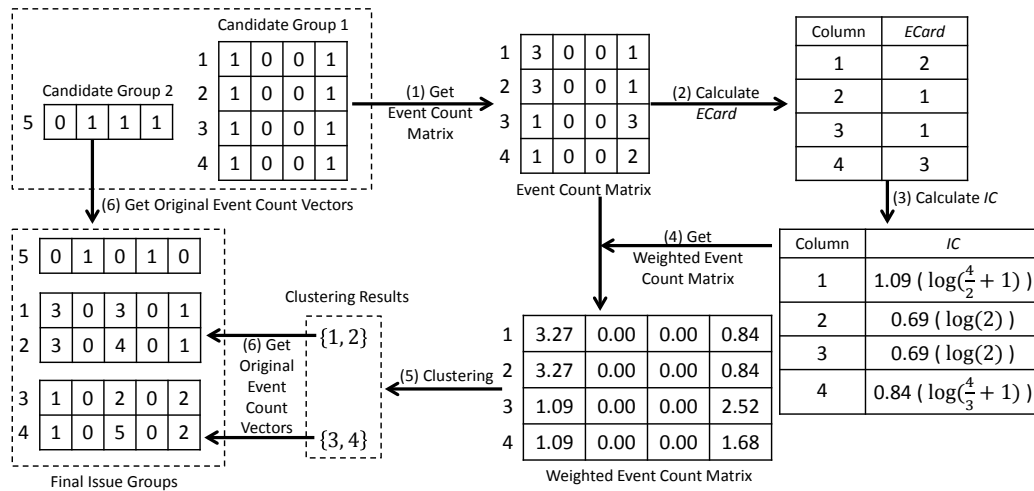 Candidate Group 1
1 1 0 0 1
2 1 0 0 1
3 1 0 0 1
4 1 0 0 1
Candidate Group 2
5 0 1 1 1
(1) Get
Event Count
Matrix
1 3 0 0 1
2 3 0 0 1
3 1 0 0 3
4 1 0 0 2
Event Count Matrix
(2) Calculate
ECard
Column ECard
1 2
2 1
3 1
4 3
(3) Calculate IC
Column IC
1 1.09 ( log(4/2 + 1) )
2 0.69 ( log(2) )
3 0.69 ( log(2) )
4 0.84 ( log(4/3 + 1) )
(4) Get
Weighted Event
Count Matrix
1 3.27 0.00 0.00 0.84
2 3.27 0.00 0.00 0.84
3 1.09 0.00 0.00 2.52
4 1.09 0.00 0.00 1.68
Weighted Event Count Matrix
(5) Clustering
Clustering Results
{1, 2}
{3, 4}
(6) Get
Original
Event
Count
Vectors
(6) Get Original Event Count Vectors
5 0 1 0 1 0
1 3 0 3 0 1
2 3 0 4 0 1
3 1 0 2 0 2
4 1 0 5 0 2
Final Issue Groups